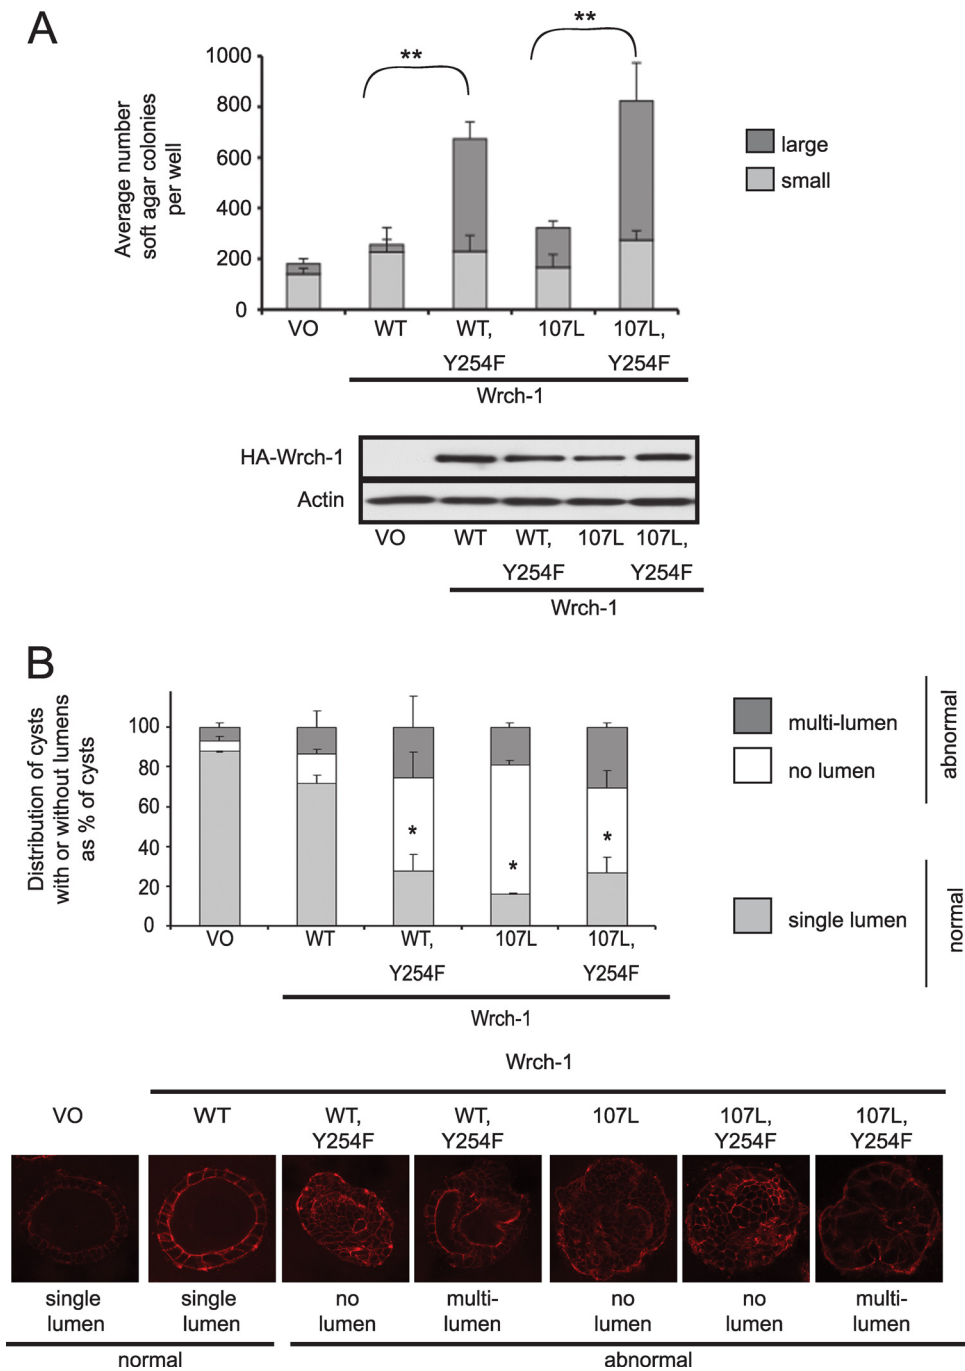 A
**
**
1000
800
600
400
200
0
Average number
soft agar colonies
per well
large
small
VO
WT
WT,
Y254F
107L
107L,
Y254F
Wrch-1
HA-Wrch-1
Actin
VO
WT
WT,
Y254F
107L
107L,
Y254F
Wrch-1
B
Distribution of cysts
with or without lumens
as % of cysts
100
80
60
40
20
0
*
*
*
multi-lumen
no lumen
abnormal
single lumen
normal
VO
WT
WT,
Y254F
107L
107L,
Y254F
Wrch-1
Wrch-1
VO
WT
WT,
Y254F
WT,
Y254F
107L
107L,
Y254F
107L,
Y254F
single
lumen
single
lumen
no
lumen
multi-
lumen
no
lumen
no
lumen
multi-
lumen
normal
abnormal